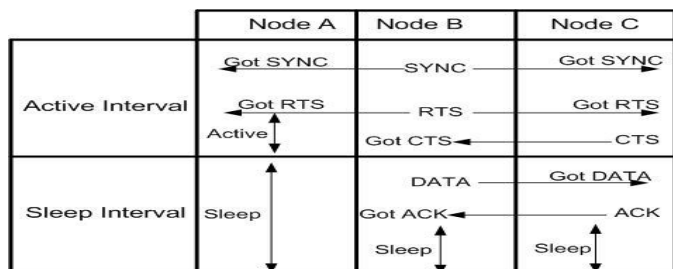 Node A Node B Node C
Got SYNC SYNC Got SYNC
Active Interval
Got RTS RTS Got RTS
Active
Got CTS CTS
DATA Got DATA
Sleep Interval
Sleep
Got ACK ACK
Sleep Sleep